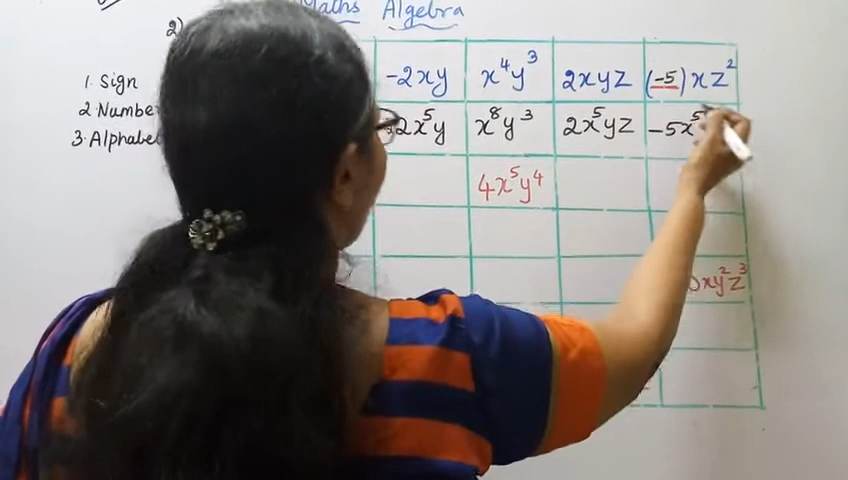 Maths Algebra
2)
1. Sign
2. Number
3. Alphabet
-2xy x⁴y³ 2xyz (-5)xz²
-2x⁵y x⁸y³ 2x⁵yz -5x⁵
4x⁵y⁴
xy²z³